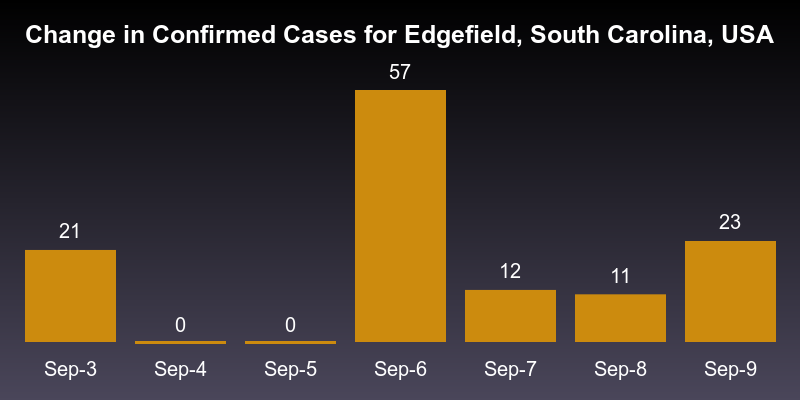 Change in Confirmed Cases for Edgefield, South Carolina, USA
57
21
23
12
11
0
0
Sep-3
Sep-4
Sep-5
Sep-6
Sep-7
Sep-8
Sep-9